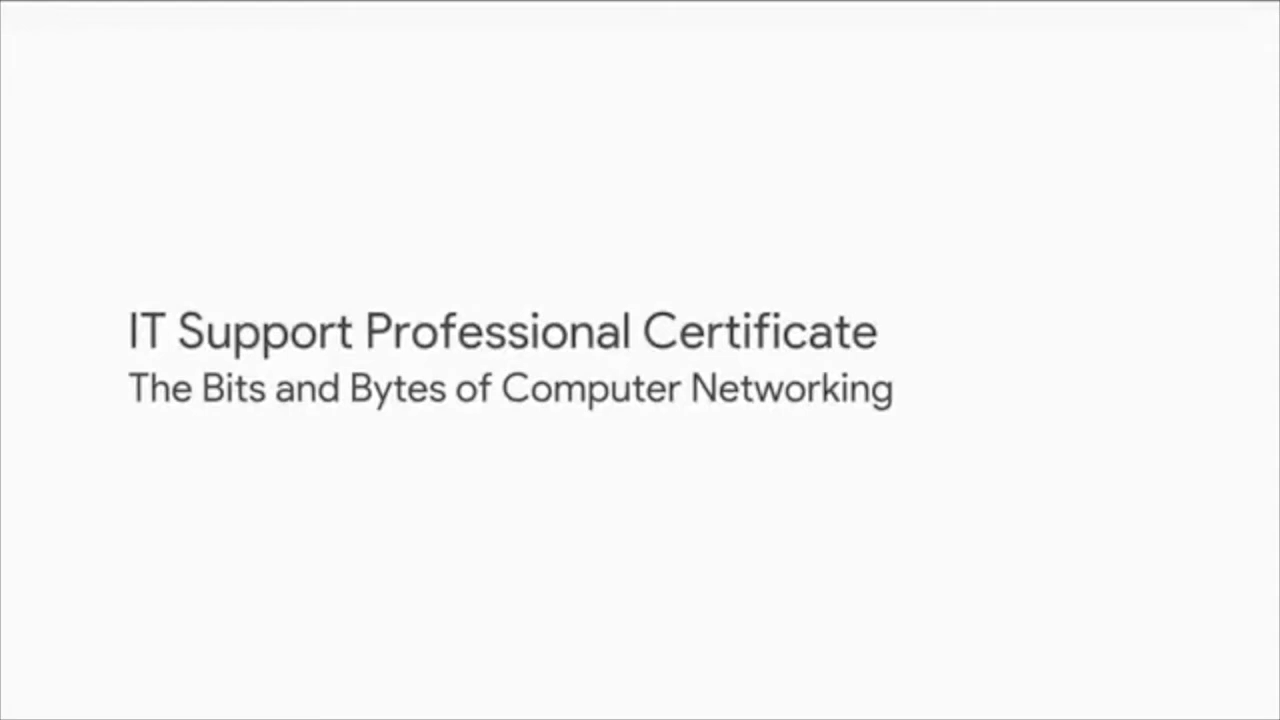 IT Support Professional Certificate
The Bits and Bytes of Computer Networking